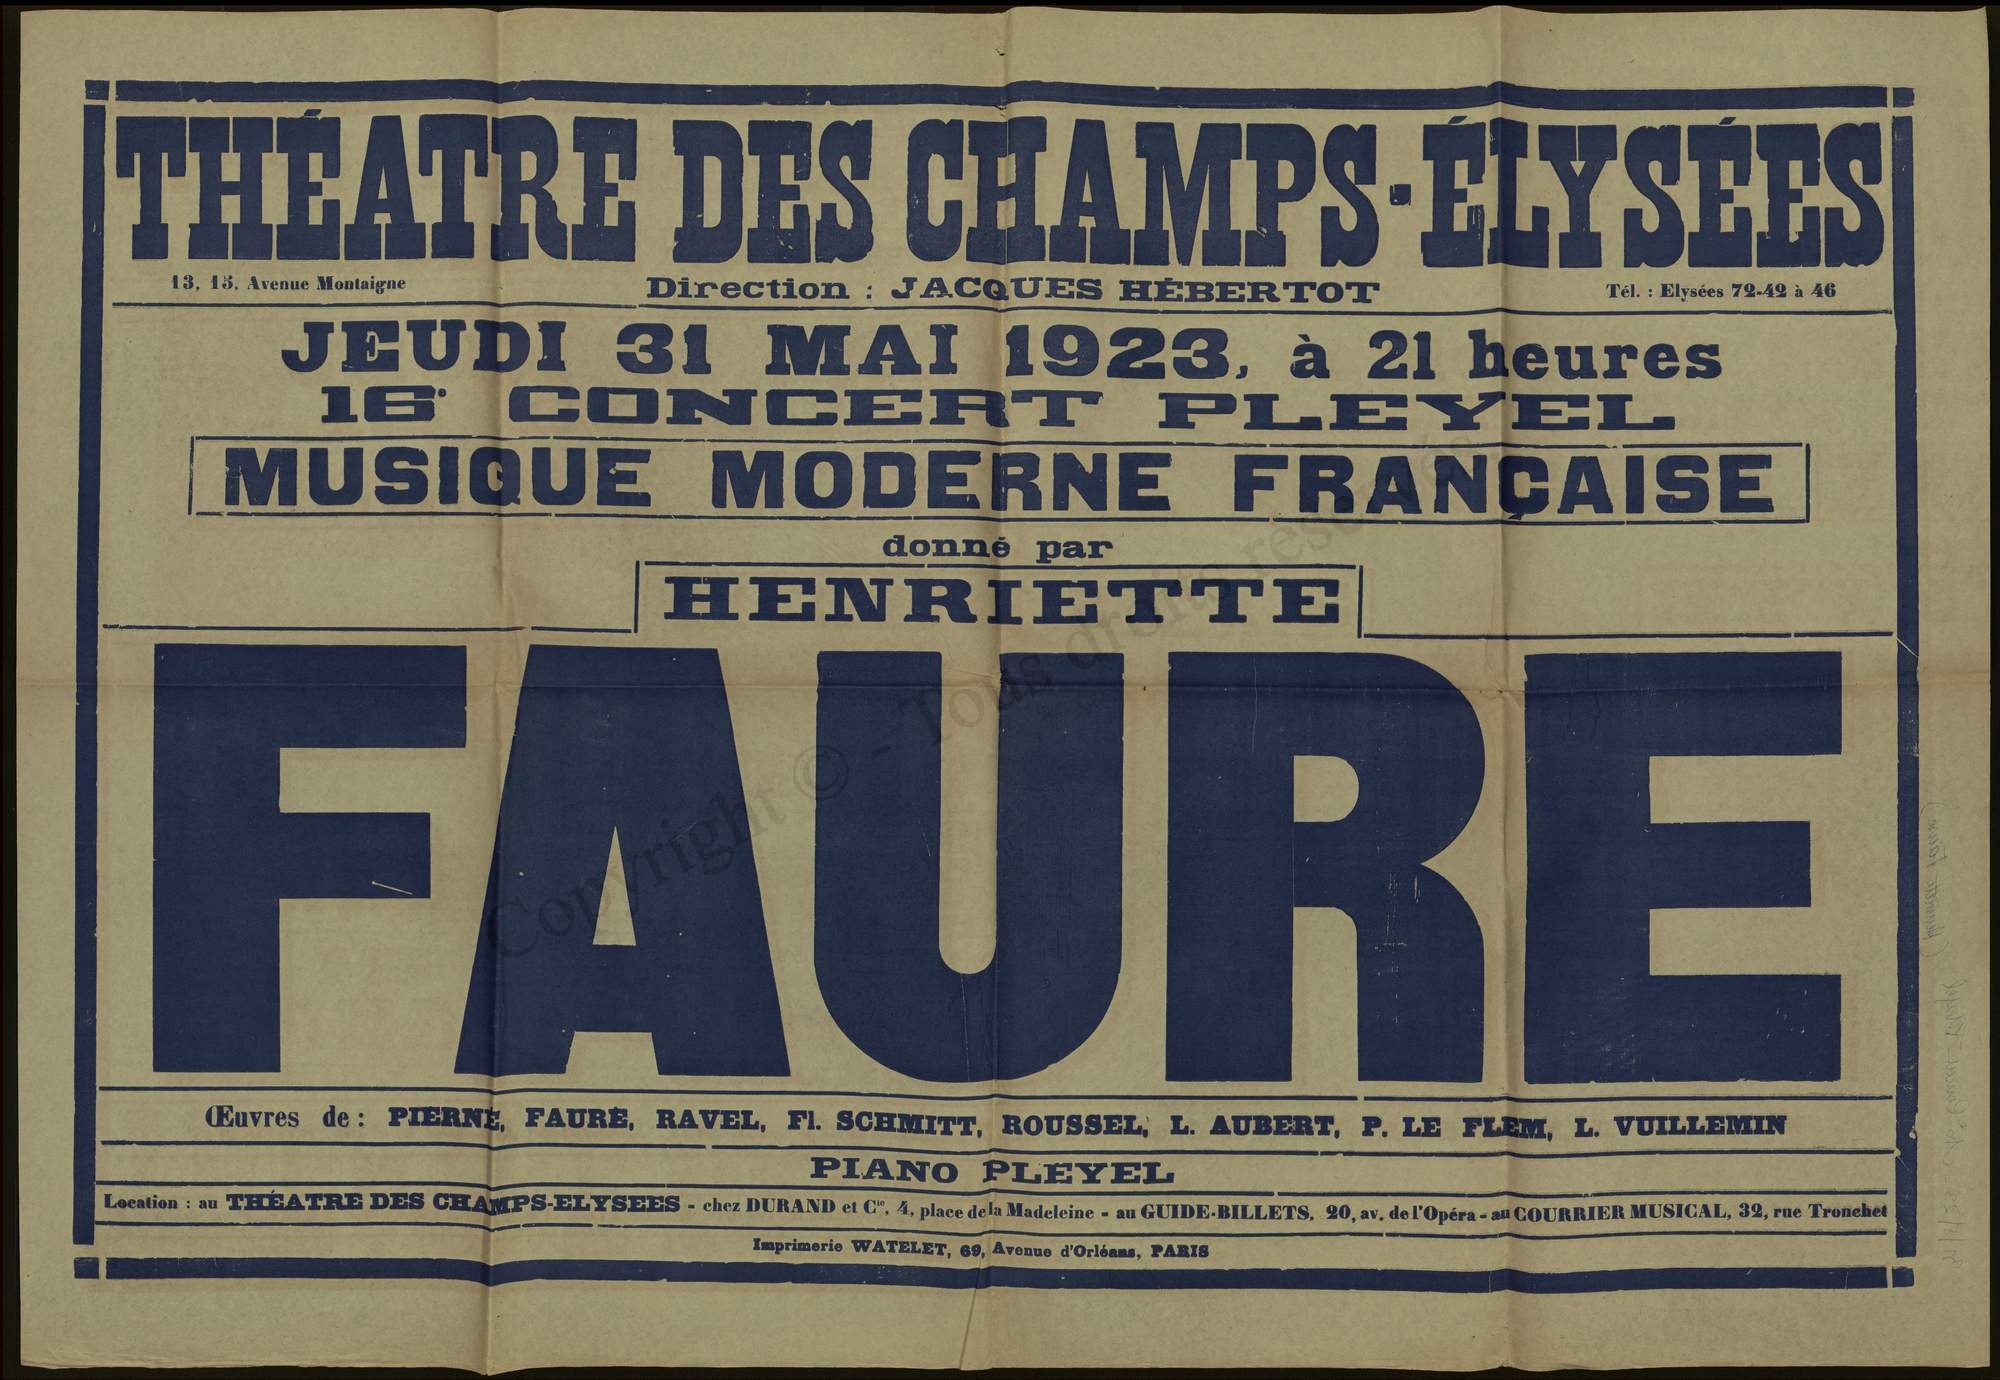 THÉATRE DES CHAMPS-ÉLYSÉES
13, 15, Avenue Montaigne
Direction : JACQUES HÉBERTOT
Tél. : Elysées 72-42 à 46
JEUDI 31 MAI 1923, à 21 heures
16e CONCERT PLEYEL
MUSIQUE MODERNE FRANÇAISE
donné par
HENRIETTE
FAURE
Œuvres de : PIERNÉ, FAURÉ, RAVEL, Fl. SCHMITT, ROUSSEL, L. AUBERT, P. LE FLEM, L. VUILLEMIN
PIANO PLEYEL
Location : au THÉATRE DES CHAMPS-ELYSEES - chez DURAND et Cie, 4, place de la Madeleine - au GUIDE-BILLETS, 20, av. de l'Opéra - au COURRIER MUSICAL, 32, rue Tronchet
Imprimerie WATELET, 69, Avenue d'Orléans, PARIS
Copyright © - Tous droits réservés